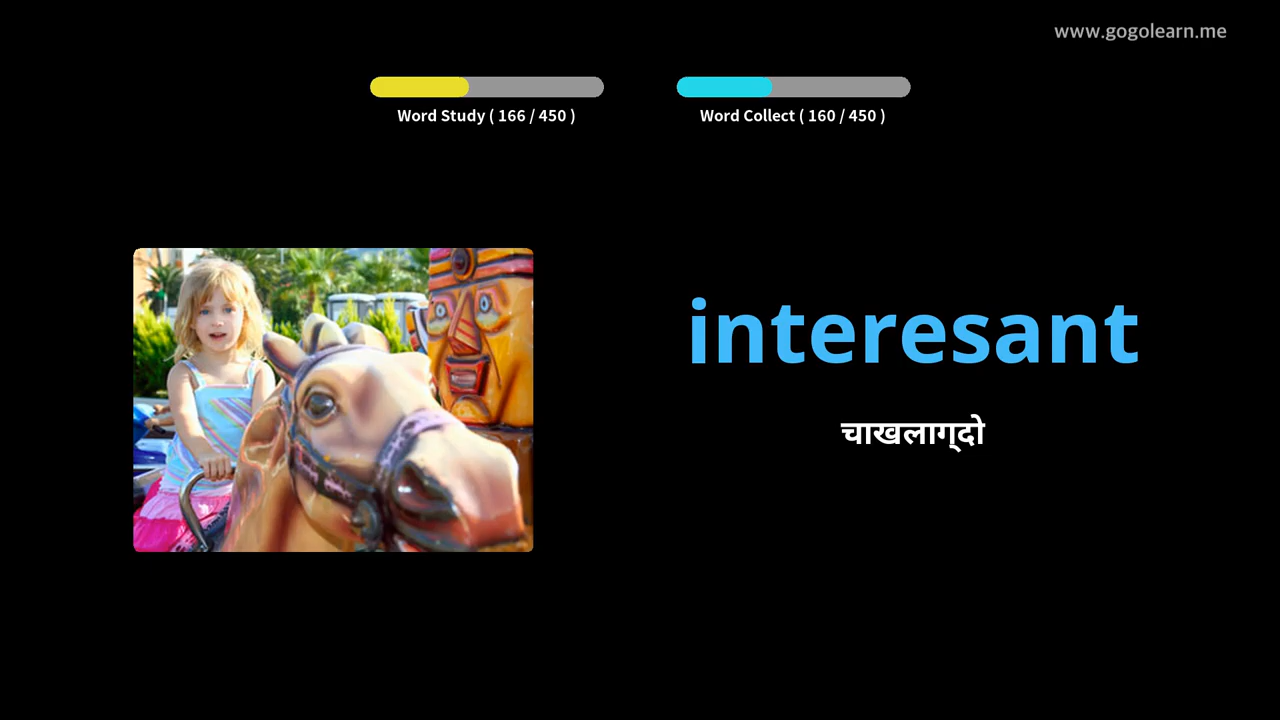 www.gogolearn.me
Word Study ( 166 / 450 )
Word Collect ( 160 / 450 )
interesant
चाखलाग्दो